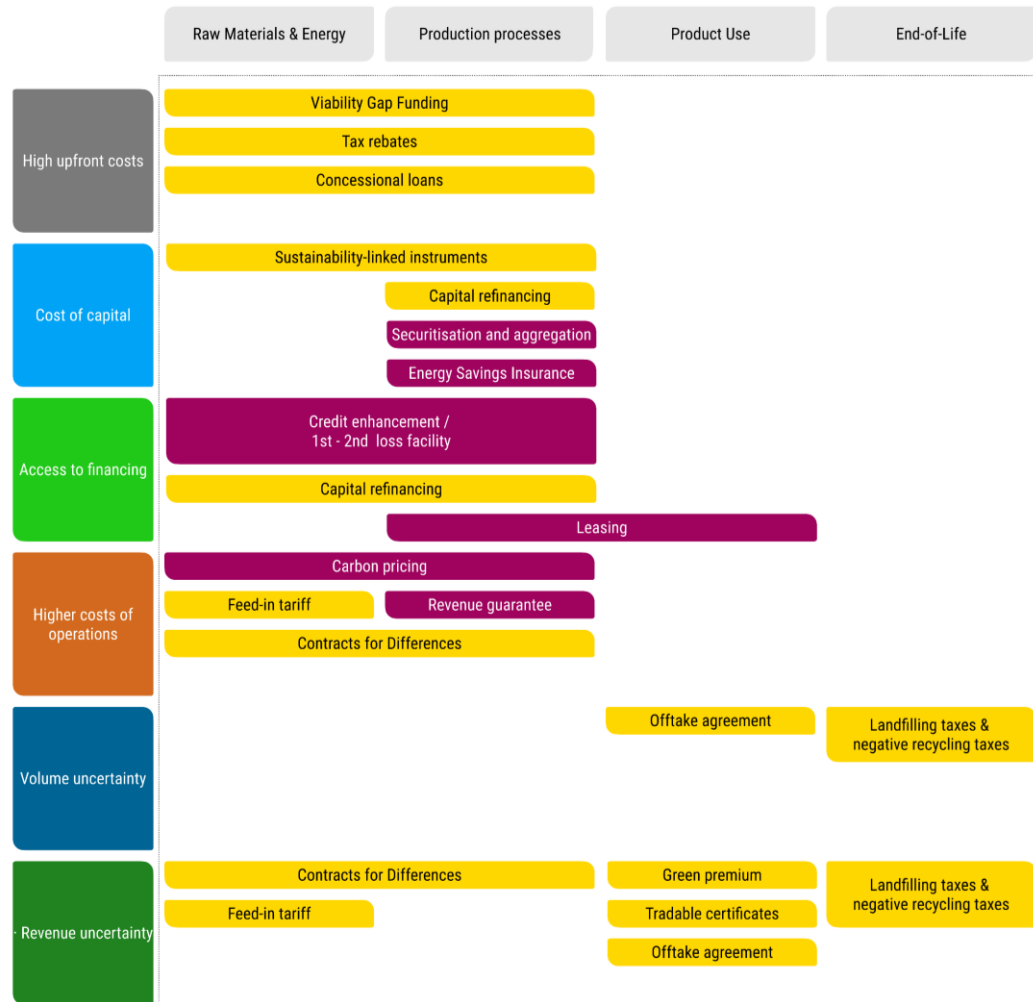 Raw Materials & Energy
Production processes
Product Use
End-of-Life
High upfront costs
Viability Gap Funding
Tax rebates
Concessional loans
Cost of capital
Sustainability-linked instruments
Capital refinancing
Securitisation and aggregation
Energy Savings Insurance
Access to financing
Credit enhancement /
1st - 2nd loss facility
Capital refinancing
Leasing
Higher costs of
operations
Carbon pricing
Feed-in tariff
Revenue guarantee
Contracts for Differences
Volume uncertainty
Offtake agreement
Landfilling taxes &
negative recycling taxes
· Revenue uncertainty
Contracts for Differences
Green premium
Landfilling taxes &
negative recycling taxes
Feed-in tariff
Tradable certificates
Offtake agreement